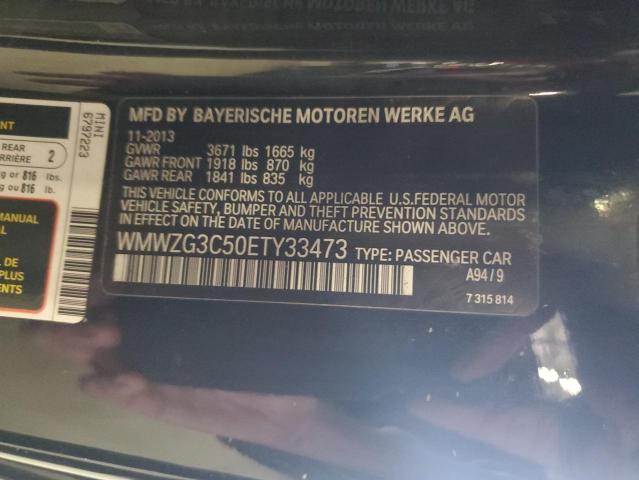 MFD BY BAYERISCHE MOTOREN WERKE AG
11-2013
GVWR 3671 lbs 1665 kg
GAWR FRONT 1918 lbs 870 kg
GAWR REAR 1841 lbs 835 kg
THIS VEHICLE CONFORMS TO ALL APPLICABLE U.S.FEDERAL MOTOR
VEHICLE SAFETY, BUMPER AND THEFT PREVENTION STANDARDS
IN EFFECT ON THE DATE OF MANUFACTURE SHOWN ABOVE.
WMWZG3C50ETY33473 TYPE: PASSENGER CAR
A94/9
7 315 814
MINI
6797223
REAR 2
g or 816 lbs.
g ou 816 lb.
MANUAL
PLUS